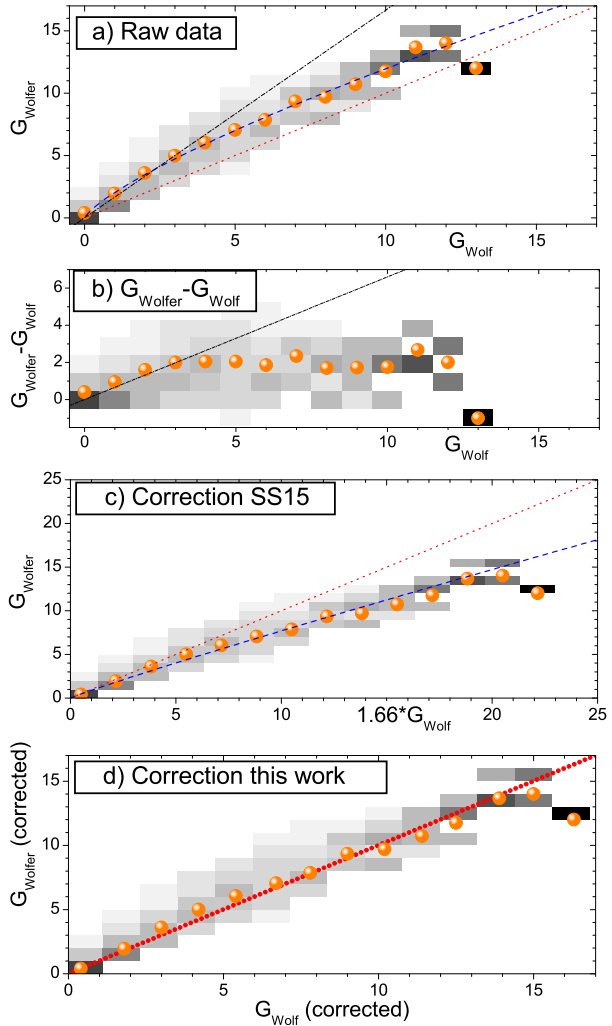 a) Raw data
15
10
5
0
G_Wolfer
0 5 10 15
G_Wolf
b) G_Wolfer-G_Wolf
6
4
2
0
G_Wolfer-G_Wolf
0 5 10 15
G_Wolf
c) Correction SS15
25
20
15
10
5
0
G_Wolfer
0 5 10 15 20 25
1.66*G_Wolf
d) Correction this work
15
10
5
0
G_Wolfer (corrected)
0 5 10 15
G_Wolf (corrected)